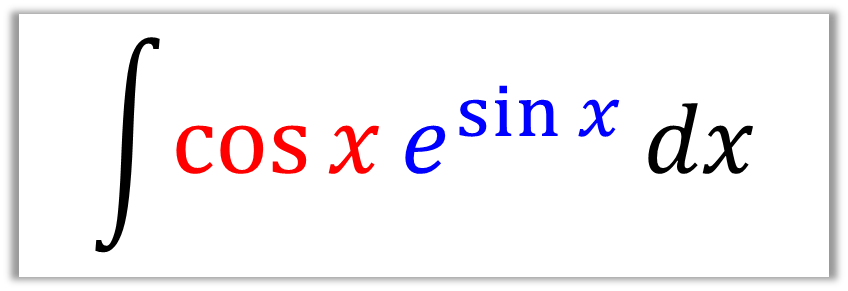 ∫ cos x e^{sin x} dx